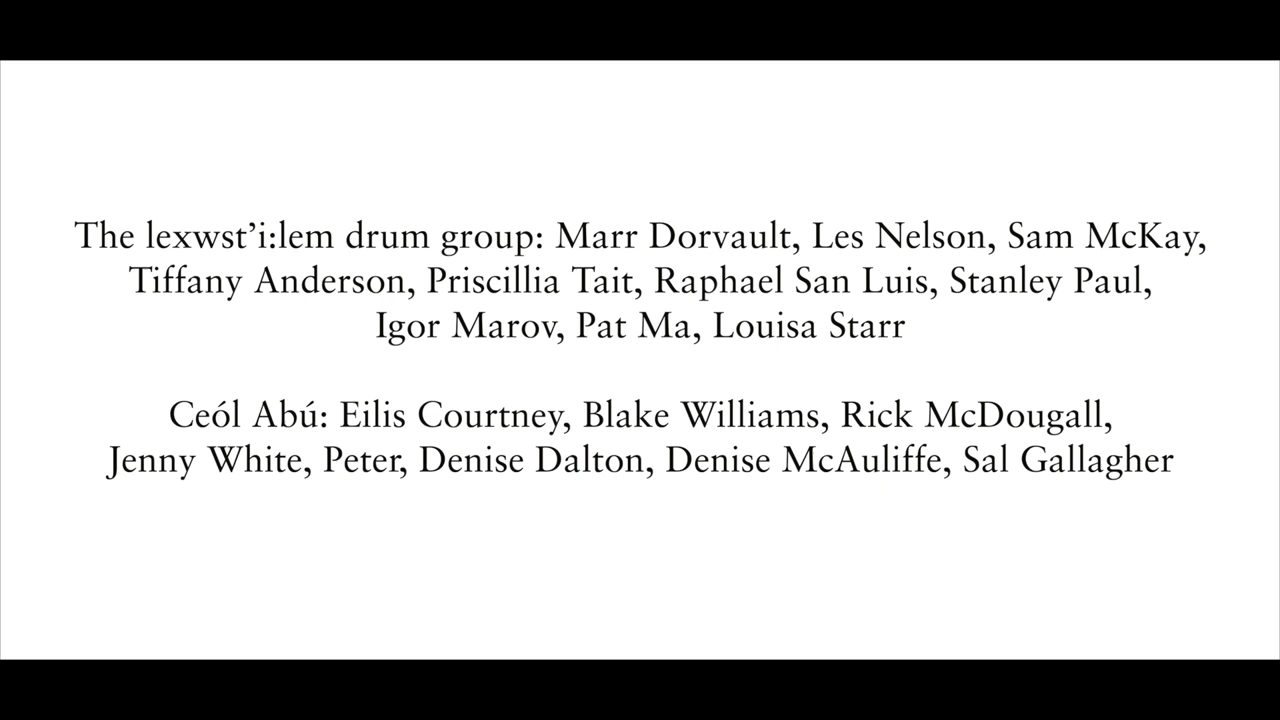 The lexwst’i:lem drum group: Marr Dorvault, Les Nelson, Sam McKay,
Tiffany Anderson, Priscillia Tait, Raphael San Luis, Stanley Paul,
Igor Marov, Pat Ma, Louisa Starr
Ceól Abú: Eilis Courtney, Blake Williams, Rick McDougall,
Jenny White, Peter, Denise Dalton, Denise McAuliffe, Sal Gallagher